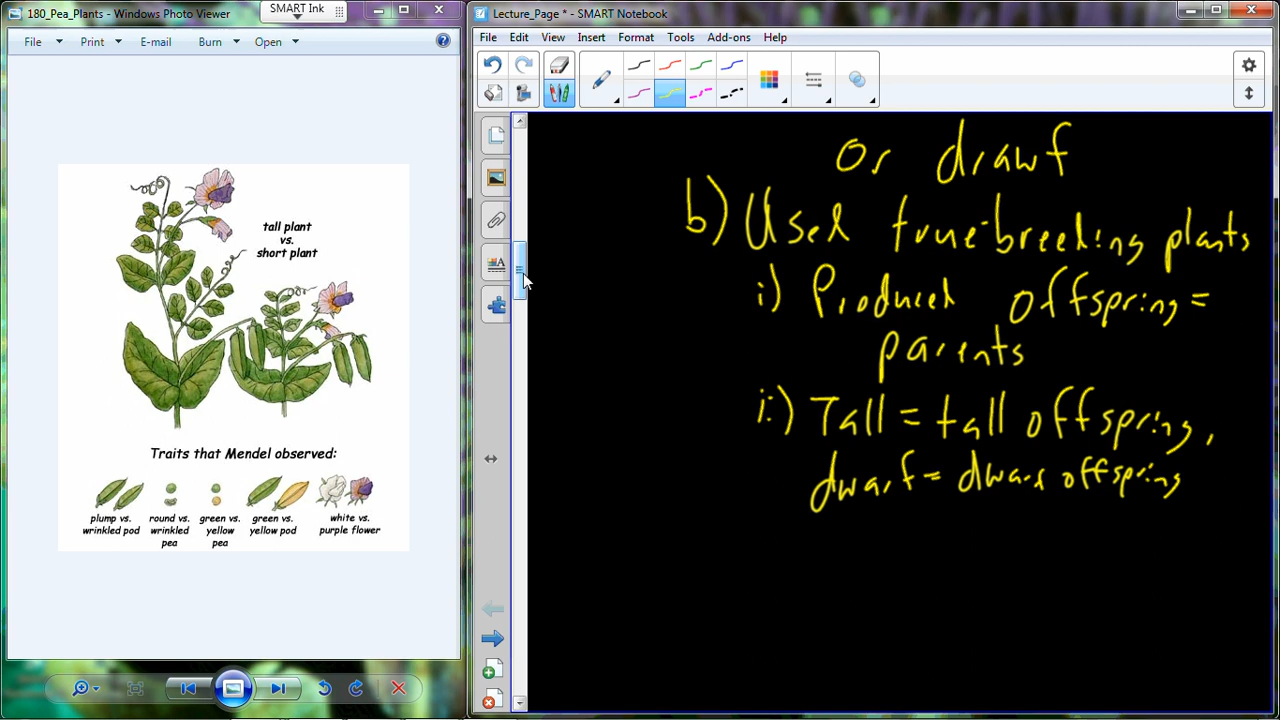 180_Pea_Plants - Windows Photo Viewer
SMART Ink
File Print E-mail Burn Open
tall plant
vs.
short plant
Traits that Mendel observed:
plump vs.
wrinkled pod
round vs.
wrinkled
pea
green vs.
yellow
pea
green vs.
yellow pod
white vs.
purple flower
Lecture_Page * - SMART Notebook
File Edit View Insert Format Tools Add-ons Help
Or drawf
b) Used true-breeding plants
i) Produced offspring =
parents
ii) Tall = tall offspring,
dwarf = dwarf offspring